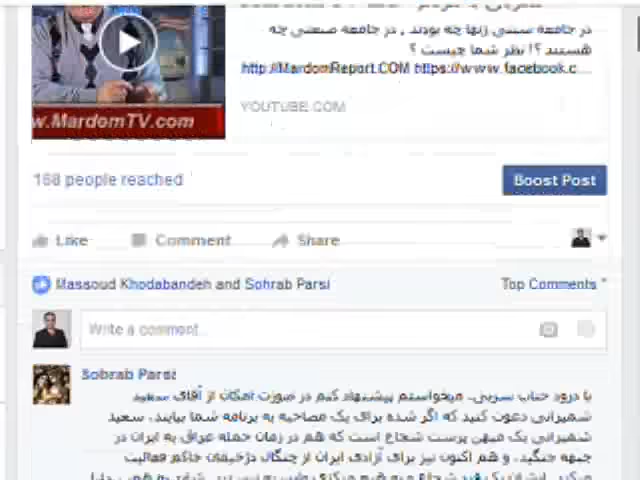 در جامعه سنتی زنها چه بودند , در جامعه صنعتی چه
هستند ؟! نظر شما چیست ؟
http://MardomReport.COM https://www.facebook.c...
YOUTUBE.COM
w.MardomTV.com
168 people reached
Boost Post
Like Comment Share
Massoud Khodabandeh and Sohrab Parsi
Top Comments
Write a comment...
Sohrab Parsi
با درود جناب سربی. میخواستم پیشنهاد کنم در صورت امکان از آقای سعید
شمیرانی دعوت کنید که اگر شده برای یک مصاحبه به برنامه شما بیایند. سعید
شمیرانی یک میهن پرست شجاع است که هم در زمان حمله عراق به ایران در
جبهه جنگید، و هم اکنون نیز برای آزادی ایران از چنگال دژخیمان حاکم فعالیت